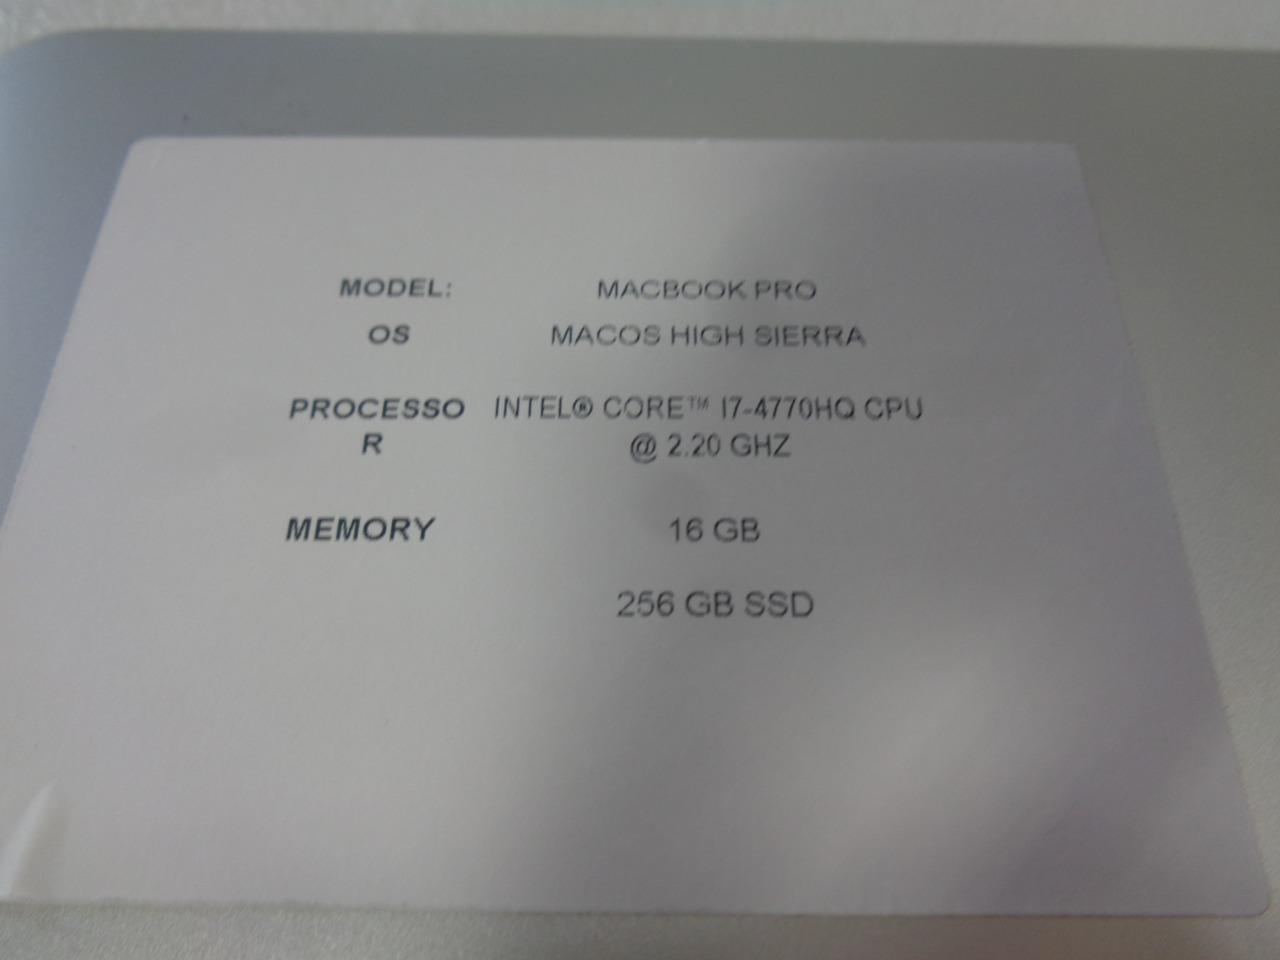 MODEL: MACBOOK PRO
OS MACOS HIGH SIERRA
PROCESSO INTEL® CORE™ I7-4770HQ CPU
R @ 2.20 GHZ
MEMORY 16 GB
256 GB SSD